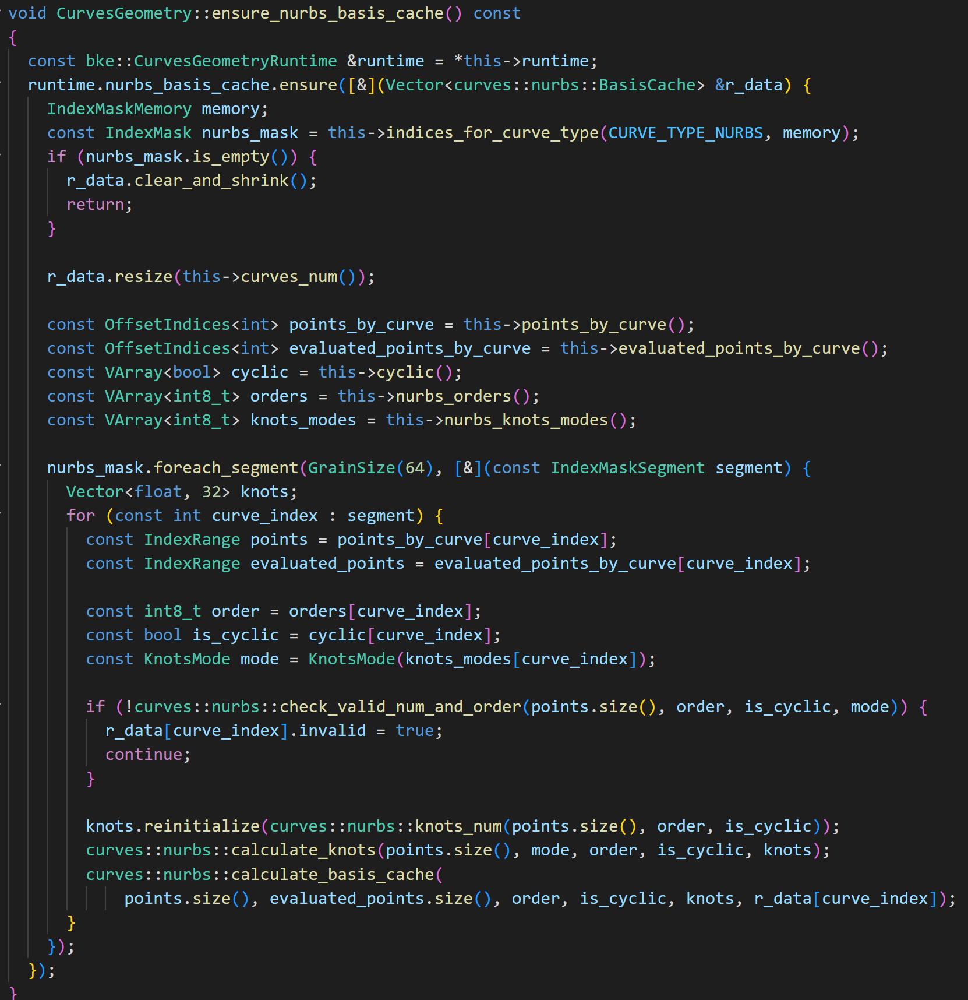 void CurvesGeometry::ensure_nurbs_basis_cache() const
{
  const bke::CurvesGeometryRuntime &runtime = *this->runtime;
  runtime.nurbs_basis_cache.ensure([&](Vector<curves::nurbs::BasisCache> &r_data) {
    IndexMaskMemory memory;
    const IndexMask nurbs_mask = this->indices_for_curve_type(CURVE_TYPE_NURBS, memory);
    if (nurbs_mask.is_empty()) {
      r_data.clear_and_shrink();
      return;
    }

    r_data.resize(this->curves_num());

    const OffsetIndices<int> points_by_curve = this->points_by_curve();
    const OffsetIndices<int> evaluated_points_by_curve = this->evaluated_points_by_curve();
    const VArray<bool> cyclic = this->cyclic();
    const VArray<int8_t> orders = this->nurbs_orders();
    const VArray<int8_t> knots_modes = this->nurbs_knots_modes();

    nurbs_mask.foreach_segment(GrainSize(64), [&](const IndexMaskSegment segment) {
      Vector<float, 32> knots;
      for (const int curve_index : segment) {
        const IndexRange points = points_by_curve[curve_index];
        const IndexRange evaluated_points = evaluated_points_by_curve[curve_index];

        const int8_t order = orders[curve_index];
        const bool is_cyclic = cyclic[curve_index];
        const KnotsMode mode = KnotsMode(knots_modes[curve_index]);

        if (!curves::nurbs::check_valid_num_and_order(points.size(), order, is_cyclic, mode)) {
          r_data[curve_index].invalid = true;
          continue;
        }

        knots.reinitialize(curves::nurbs::knots_num(points.size(), order, is_cyclic));
        curves::nurbs::calculate_knots(points.size(), mode, order, is_cyclic, knots);
        curves::nurbs::calculate_basis_cache(
            points.size(), evaluated_points.size(), order, is_cyclic, knots, r_data[curve_index]);
      }
    });
  });
}